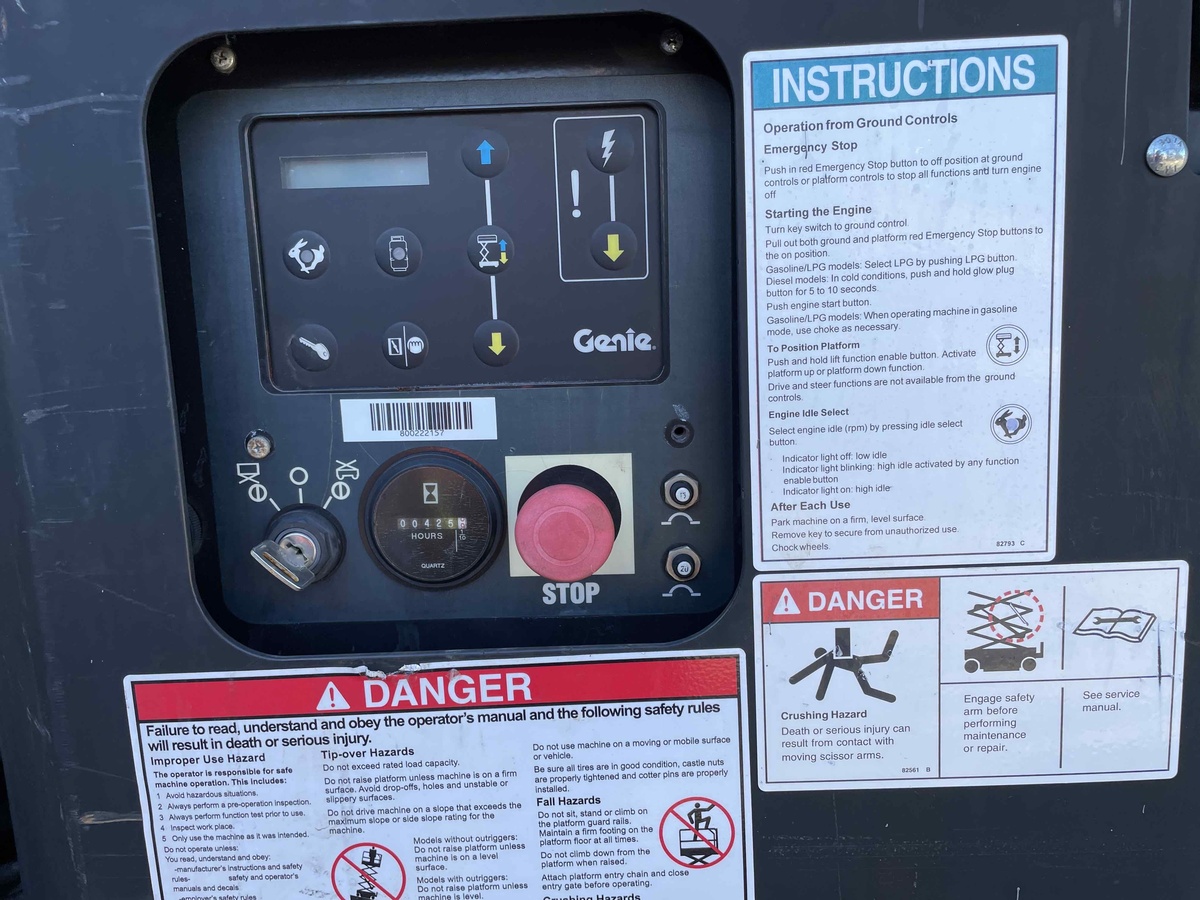 Genie
800222157
00425
1
10
HOURS
QUARTZ
STOP
15
20
INSTRUCTIONS
Operation from Ground Controls
Emergency Stop
Push in red Emergency Stop button to off position at ground
controls or platform controls to stop all functions and turn engine
off
Starting the Engine
Turn key switch to ground control.
Pull out both ground and platform red Emergency Stop buttons to
the on position.
Gasoline/LPG models: Select LPG by pushing LPG button.
Diesel models: In cold conditions, push and hold glow plug
button for 5 to 10 seconds.
Push engine start button.
Gasoline/LPG models: When operating machine in gasoline
mode, use choke as necessary.
To Position Platform
Push and hold lift function enable button. Activate
platform up or platform down function.
Drive and steer functions are not available from the ground
controls.
Engine Idle Select
Select engine idle (rpm) by pressing idle select
button.
Indicator light off: low idle
Indicator light blinking: high idle activated by any function
enable button
Indicator light on: high idle
After Each Use
Park machine on a firm, level surface.
Remove key to secure from unauthorized use.
Chock wheels.
82793 C
DANGER
Crushing Hazard
Death or serious injury can
result from contact with
moving scissor arms.
82561 B
Engage safety
arm before
performing
maintenance
or repair.
See service
manual.
DANGER
Failure to read, understand and obey the operator's manual and the following safety rules
will result in death or serious injury.
Improper Use Hazard
The operator is responsible for safe
machine operation. This includes:
1 Avoid hazardous situations.
2 Always perform a pre-operation inspection.
3 Always perform function test prior to use.
4 Inspect work place.
5 Only use the machine as it was intended.
Do not operate unless:
You read, understand and obey:
-manufacturer's instructions and safety
rules- safety and operator's
manuals and decals
-employer's safety rules
Tip-over Hazards
Do not exceed rated load capacity.
Do not raise platform unless machine is on a firm
surface. Avoid drop-offs, holes and unstable or
slippery surfaces.
Do not drive machine on a slope that exceeds the
maximum slope or side slope rating for the
machine.
Models without outriggers:
Do not raise platform unless
machine is on a level
surface.
Models with outriggers:
Do not raise platform unless
machine is level.
Do not use machine on a moving or mobile surface
or vehicle.
Be sure all tires are in good condition, castle nuts
are properly tightened and cotter pins are properly
installed.
Fall Hazards
Do not sit, stand or climb on
the platform guard rails.
Maintain a firm footing on the
platform floor at all times.
Do not climb down from the
platform when raised.
Attach platform entry chain and close
entry gate before operating.
Crushing Hazards